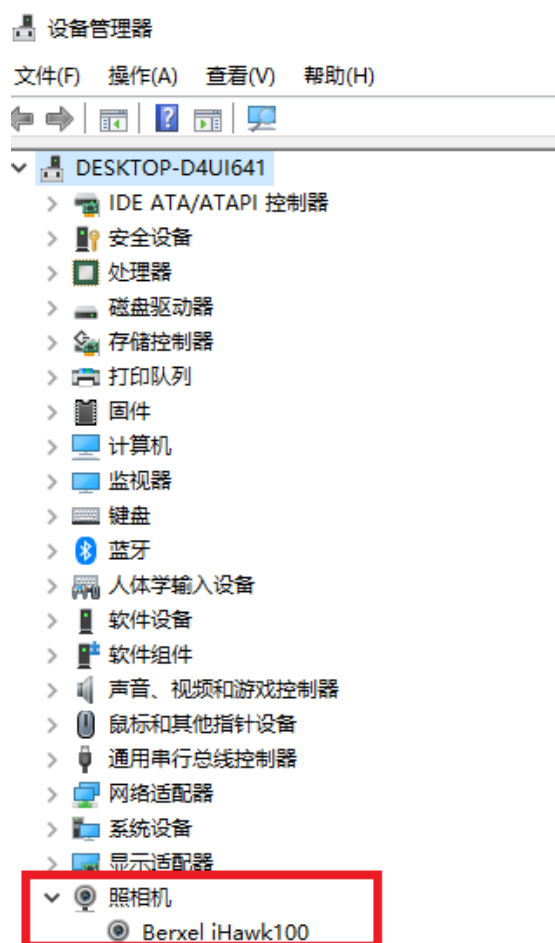 设备管理器
文件(F) 操作(A) 查看(V) 帮助(H)
DESKTOP-D4UI641
IDE ATA/ATAPI 控制器
安全设备
处理器
磁盘驱动器
存储控制器
打印队列
固件
计算机
监视器
键盘
蓝牙
人体学输入设备
软件设备
软件组件
声音、视频和游戏控制器
鼠标和其他指针设备
通用串行总线控制器
网络适配器
系统设备
显示适配器
照相机
Berxel iHawk100